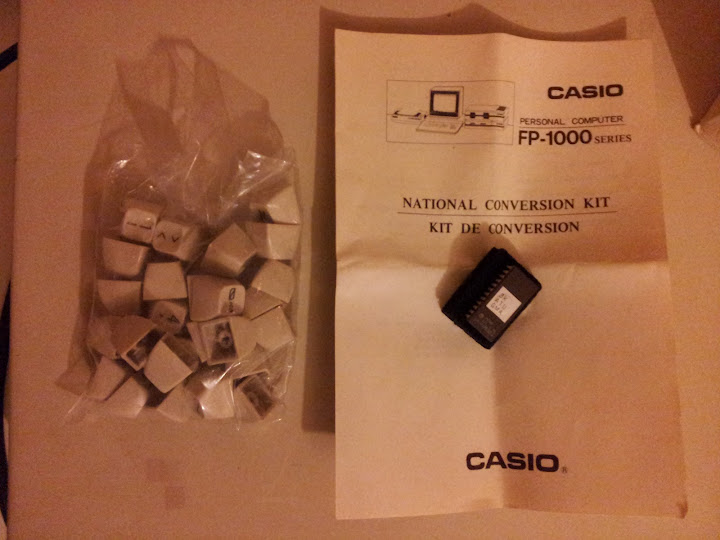 CASIO
PERSONAL COMPUTER
FP-1000 SERIES
NATIONAL CONVERSION KIT
KIT DE CONVERSION
CASIO®